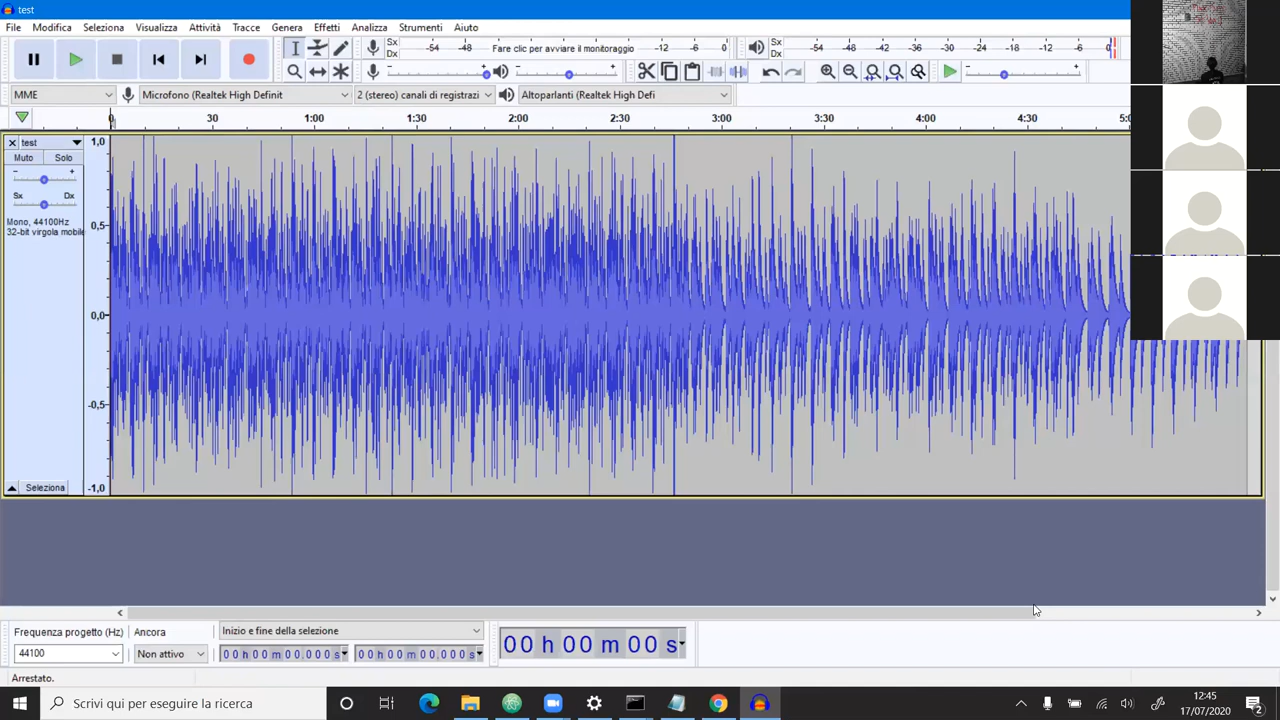 test
File Modifica Seleziona Visualizza Attività Tracce Genera Effetti Analizza Strumenti Aiuto
Sx Dx -54 -48 Fare clic per avviare il monitoraggio -12 -6 0 Sx Dx -54 -48 -42 -36 -30 -24 -18 -12 -6 0
MME Microfono (Realtek High Definit 2 (stereo) canali di registrazi Altoparlanti (Realtek High Defi
0 30 1:00 1:30 2:00 2:30 3:00 3:30 4:00 4:30 5:0
test 1,0
Muto Solo
- +
Sx Dx
Mono, 44100Hz 0,5
32-bit virgola mobile
0,0
-0,5
Seleziona -1,0
Frequenza progetto (Hz) Ancora Inizio e fine della selezione
44100 Non attivo 00 h 00 m 00.000 s 00 h 00 m 00.000 s 00 h 00 m 00 s
Arrestato.
Scrivi qui per eseguire la ricerca
12:45
17/07/2020
2